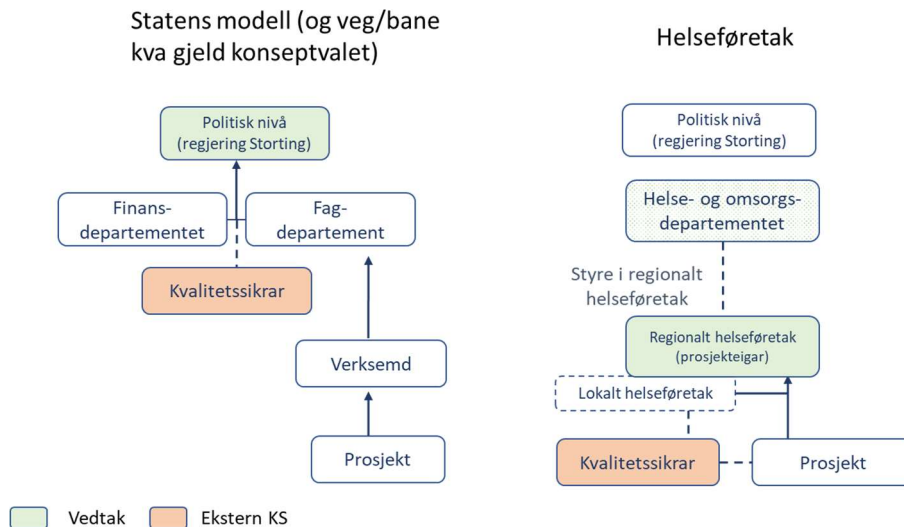 Statens modell (og veg/bane
kva gjeld konseptvalet)
Politisk nivå
(regjering Storting)
Finans-
departementet
Fag-
departement
Kvalitetssikrar
Verksemd
Prosjekt
Helseføretak
Politisk nivå
(regjering Storting)
Helse- og omsorgs-
departementet
Styre i regionalt
helseføretak
Regionalt helseføretak
(prosjekteigar)
Lokalt helseføretak
Kvalitetssikrar
Prosjekt
Vedtak
Ekstern KS